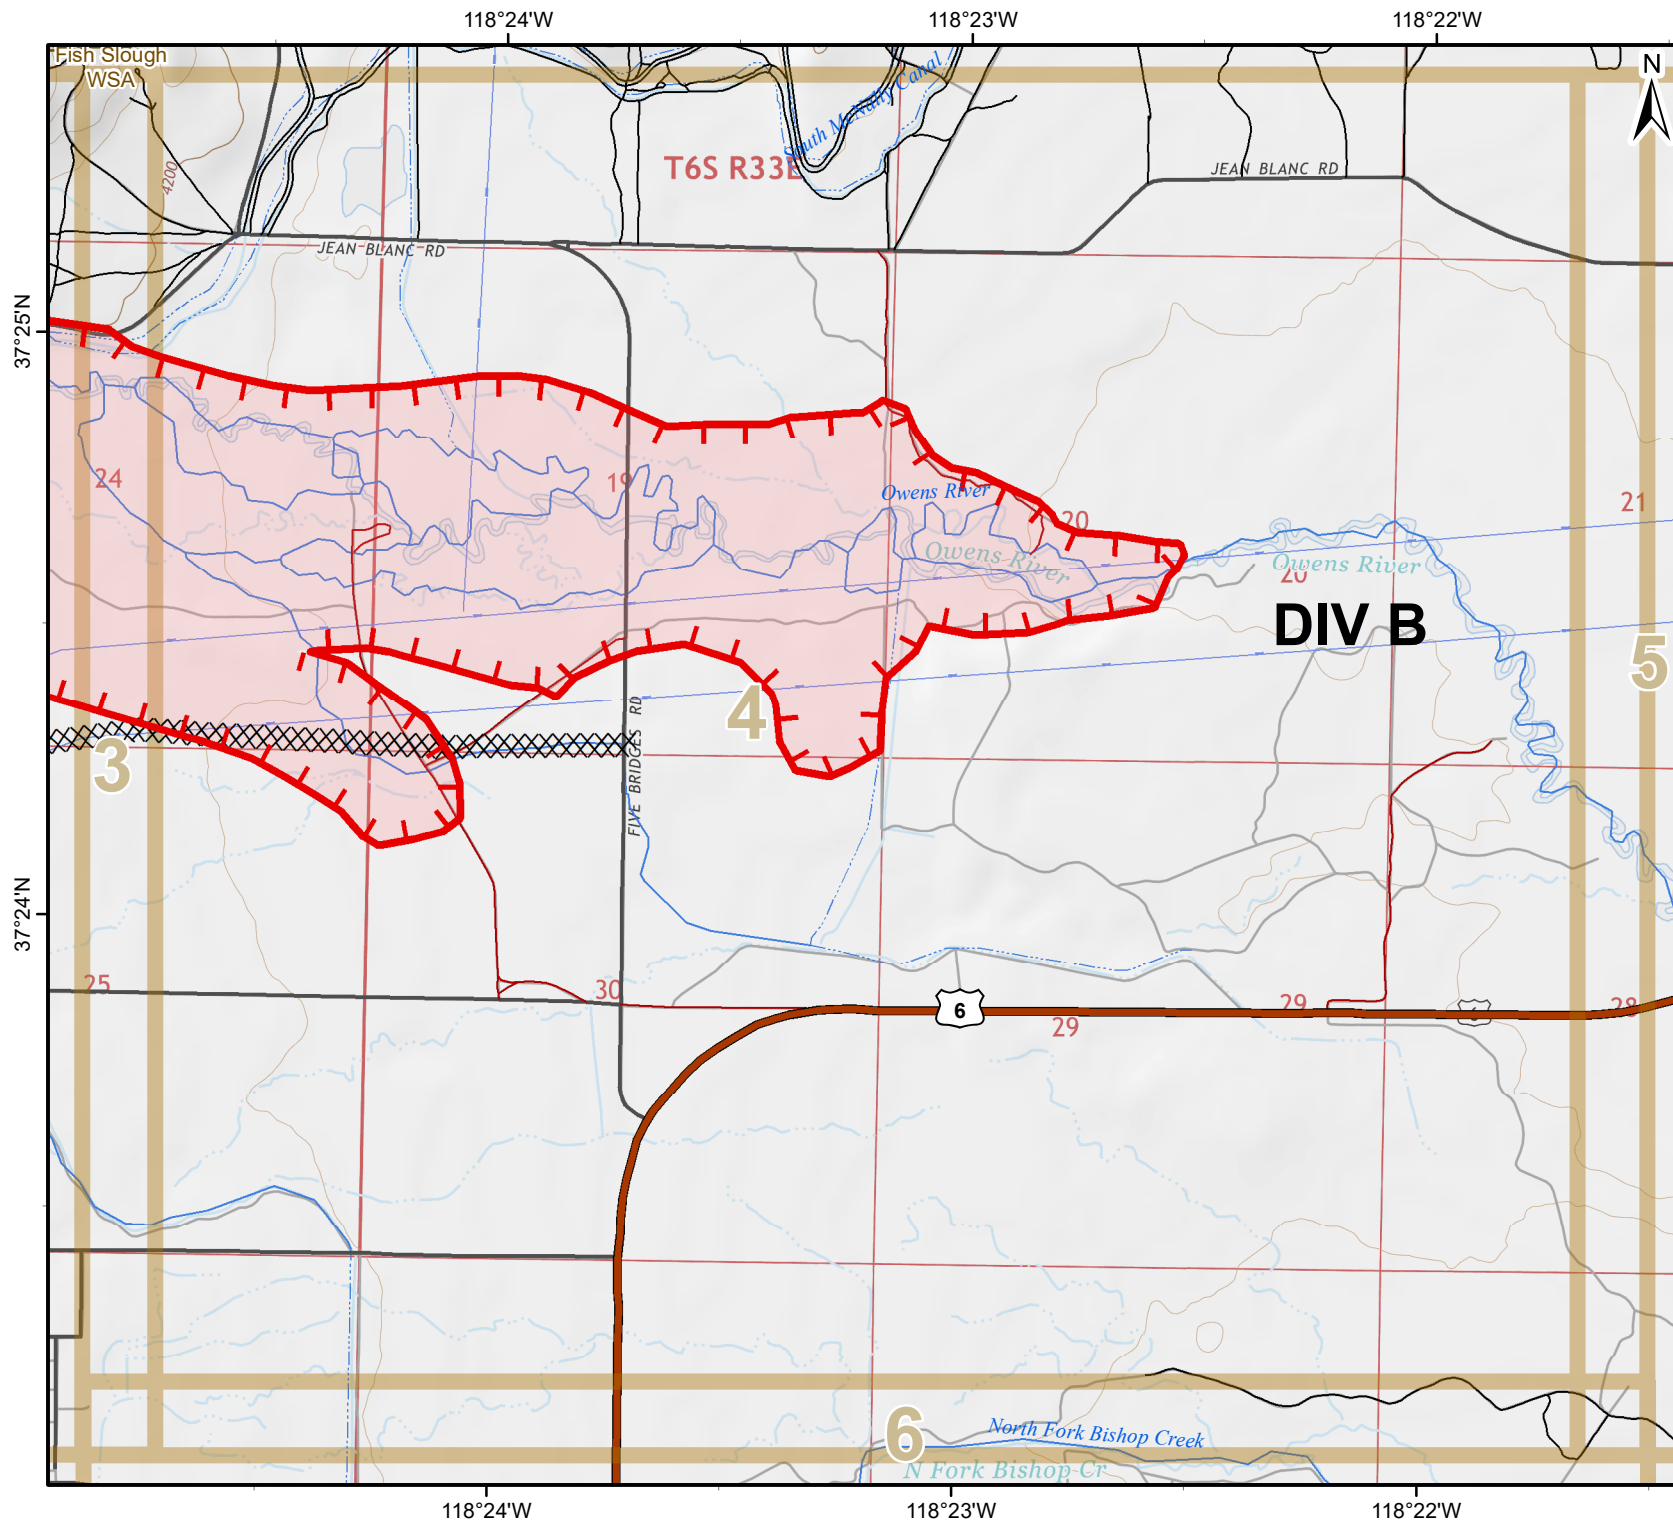 118°24'W
118°23'W
118°22'W
Fish Slough
WSA
N
South McNally Canal
4200
T6S R33E
JEAN BLANC RD
JEAN BLANC RD
37°25'N
24
19
Owens River
20
21
Owens River
Owens River
20
DIV B
5
4
3
FIVE BRIDGES RD
37°24'N
25
30
6
29
29
6
28
6
North Fork Bishop Creek
N Fork Bishop Cr
118°24'W
118°23'W
118°22'W